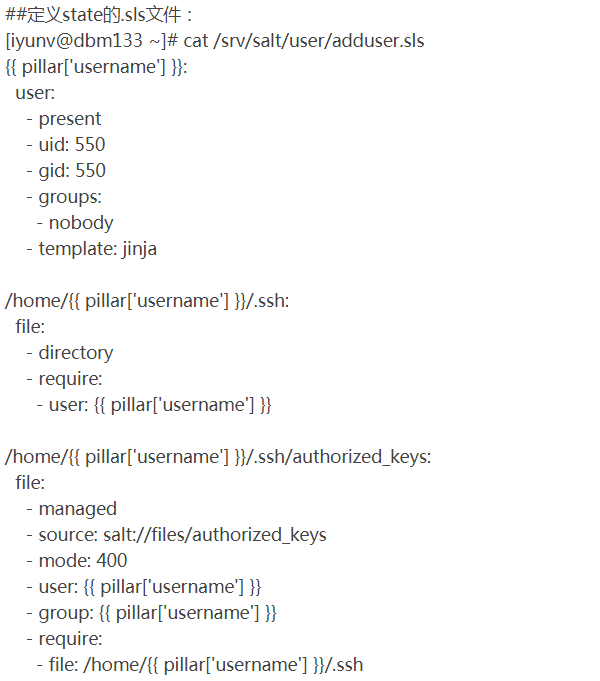 ##定义state的.sls文件：
[iyunv@dbm133 ~]# cat /srv/salt/user/adduser.sls
{{ pillar['username'] }}:
  user:
    - present
    - uid: 550
    - gid: 550
    - groups:
      - nobody
    - template: jinja

/home/{{ pillar['username'] }}/.ssh:
  file:
    - directory
    - require:
      - user: {{ pillar['username'] }}

/home/{{ pillar['username'] }}/.ssh/authorized_keys:
  file:
    - managed
    - source: salt://files/authorized_keys
    - mode: 400
    - user: {{ pillar['username'] }}
    - group: {{ pillar['username'] }}
    - require:
      - file: /home/{{ pillar['username'] }}/.ssh